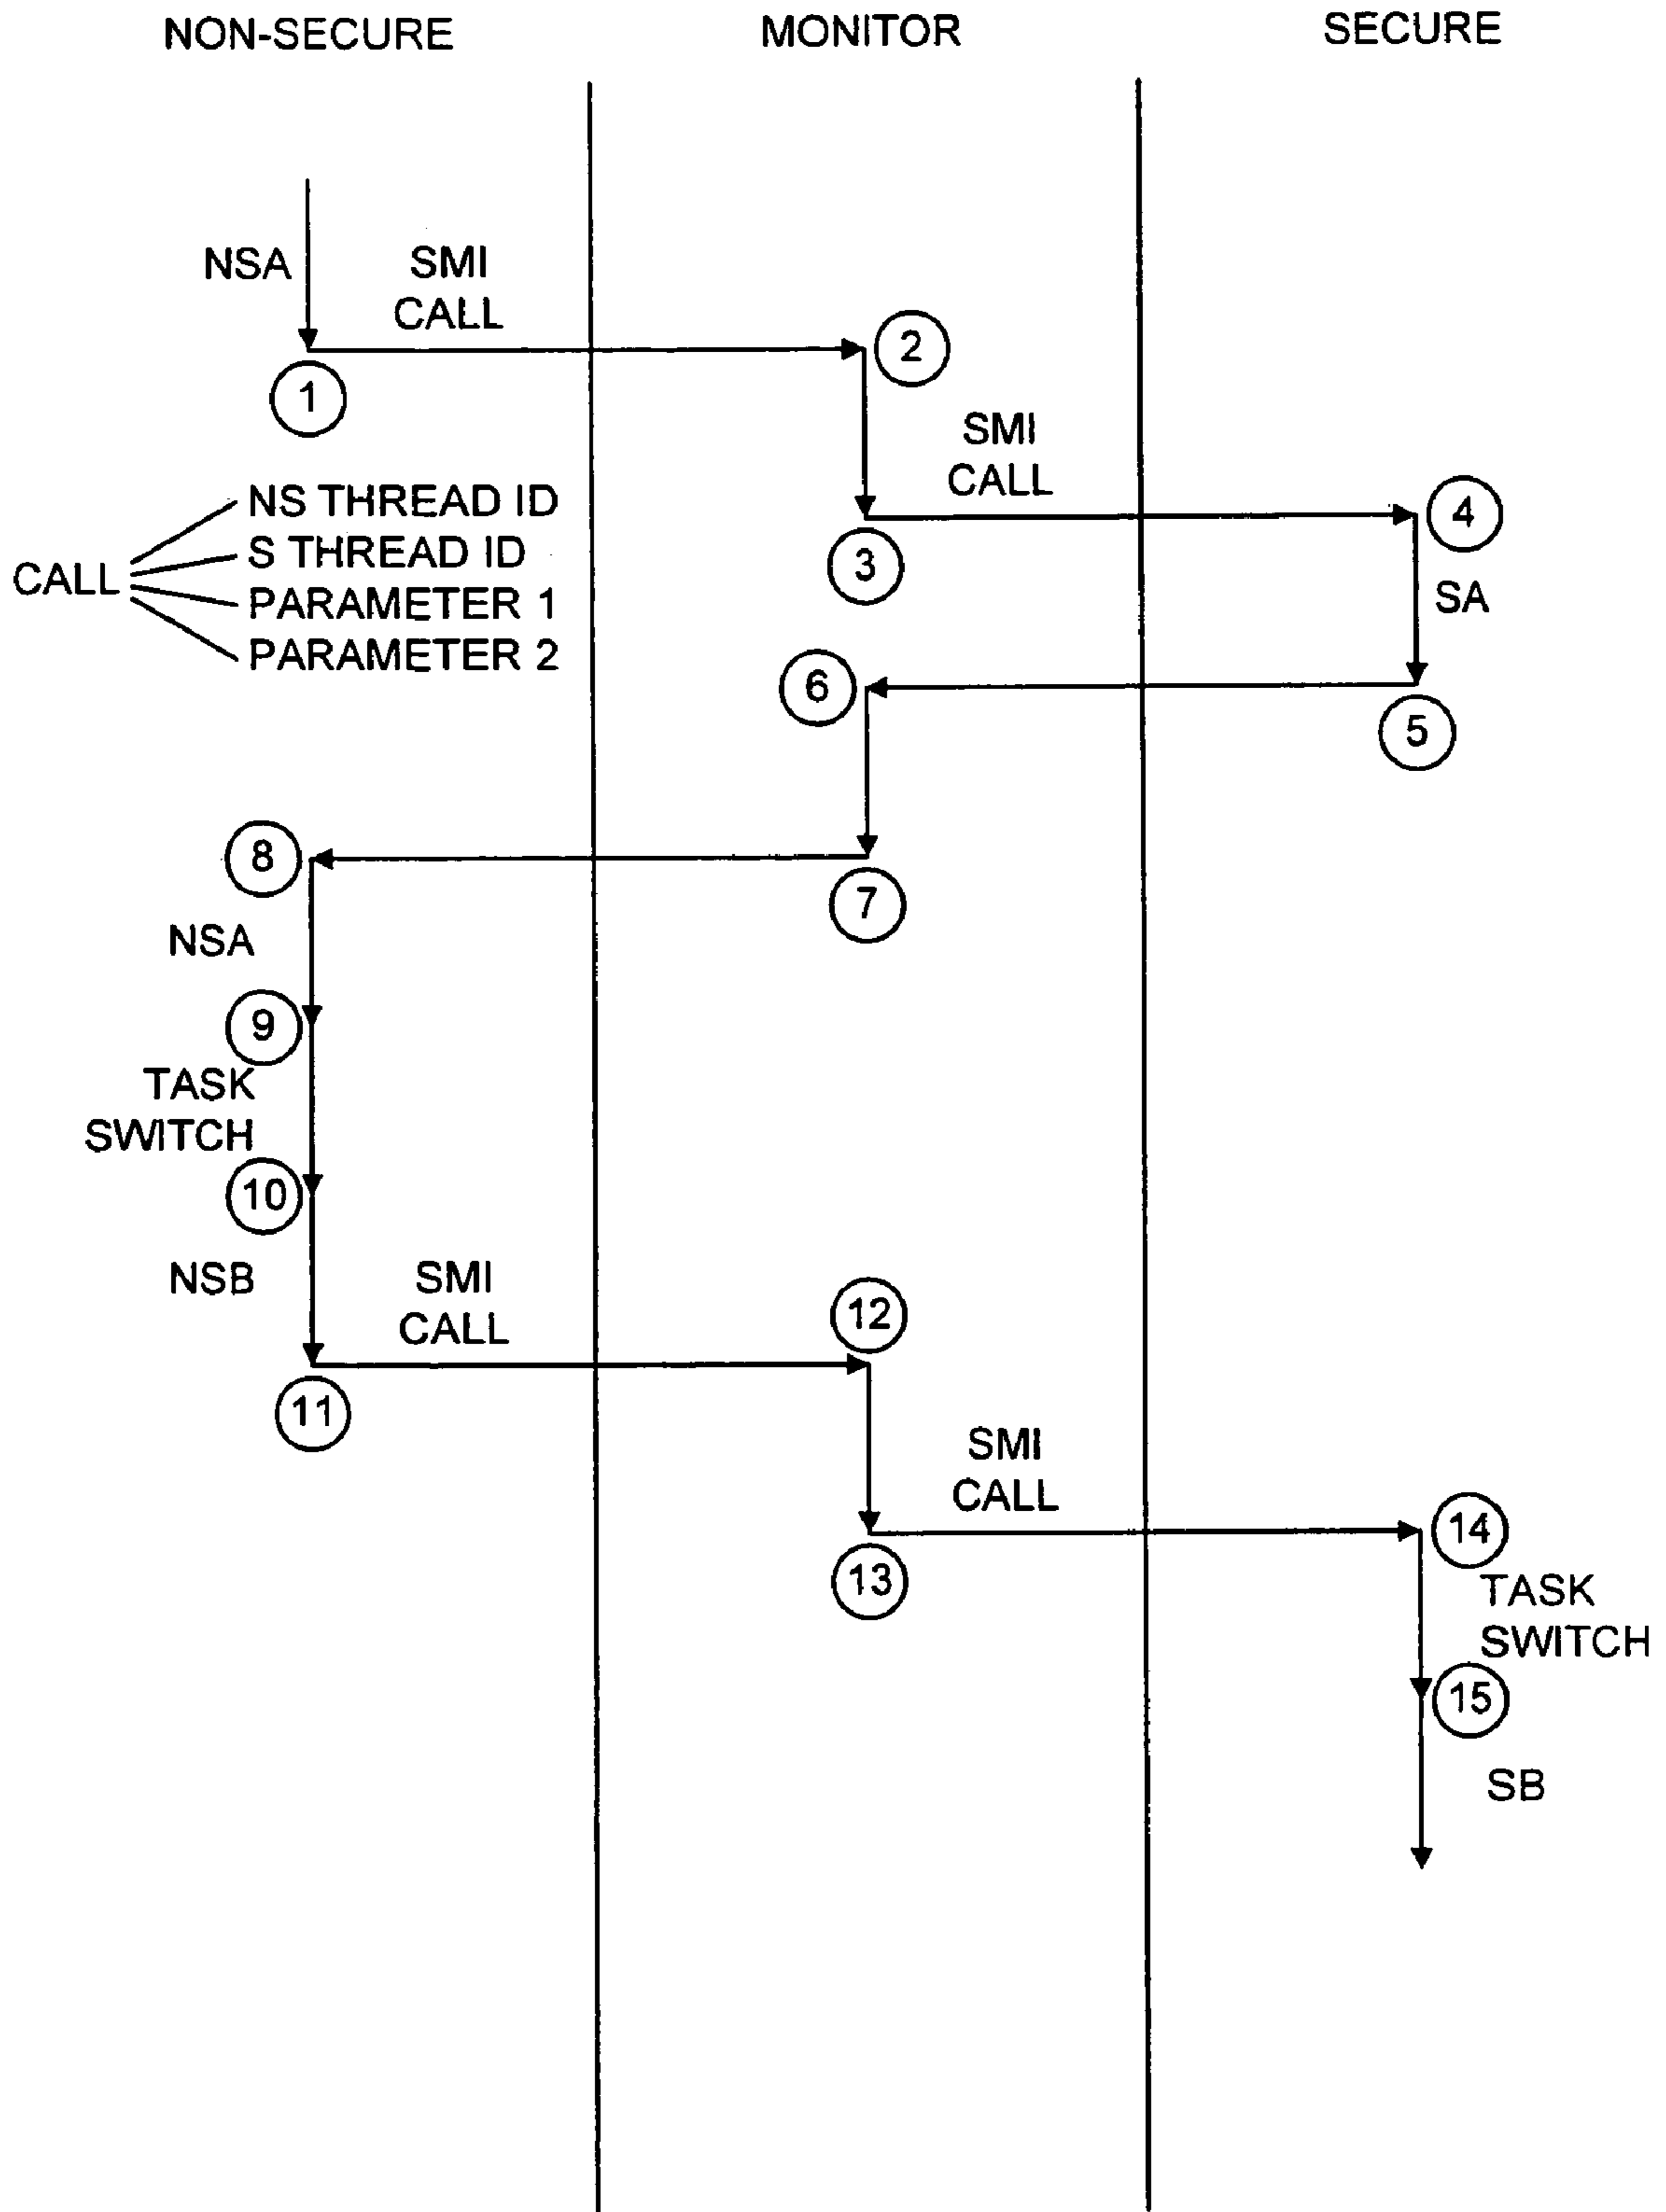 NON-SECURE
MONITOR
SECURE
NSA
SMI
CALL
2
1
SMI
CALL
NS THREAD ID
S THREAD ID
CALL
PARAMETER 1
PARAMETER 2
4
3
SA
6
5
8
7
NSA
9
TASK
SWITCH
10
NSB
SMI
CALL
12
11
SMI
CALL
14
13
TASK
SWITCH
15
SB